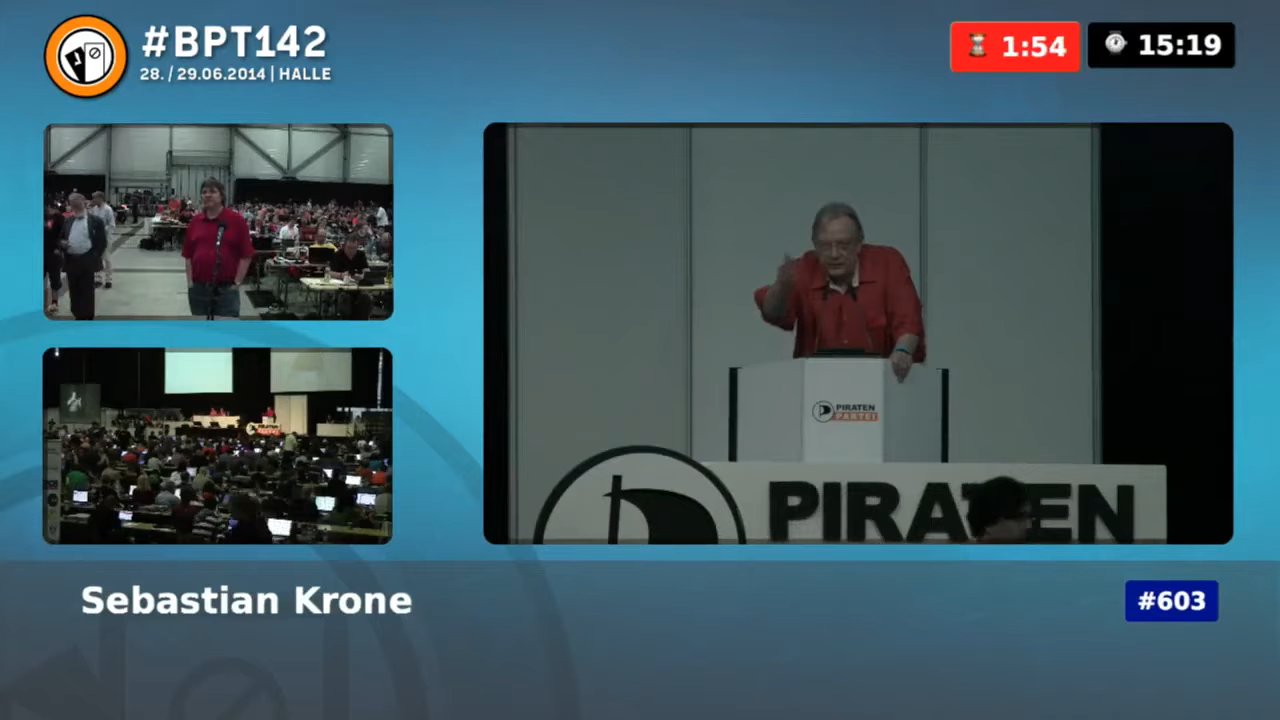 #BPT142
28. / 29.06.2014 | HALLE
1:54
15:19
PIRATEN
PARTEI
PIRATEN
Sebastian Krone
#603